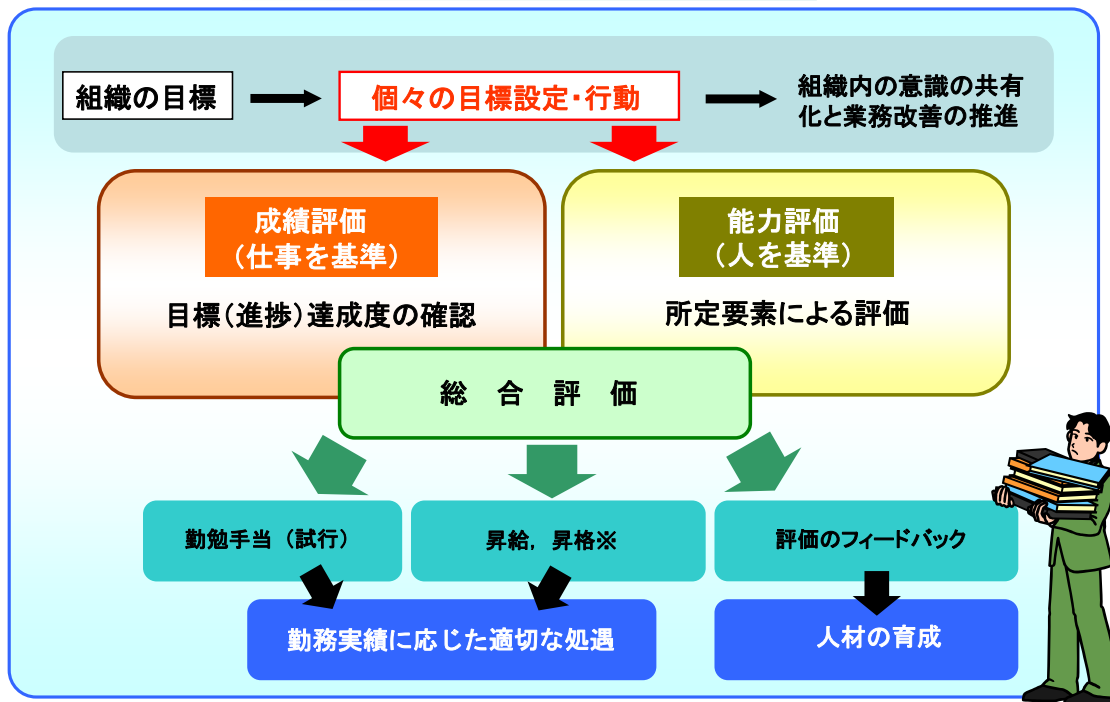 組織の目標
個々の目標設定・行動
組織内の意識の共有
化と業務改善の推進
成績評価
（仕事を基準）
目標（進捗）達成度の確認
能力評価
（人を基準）
所定要素による評価
総　合　評　価
勤勉手当（試行）
昇給，昇格※
評価のフィードバック
勤務実績に応じた適切な処遇
人材の育成